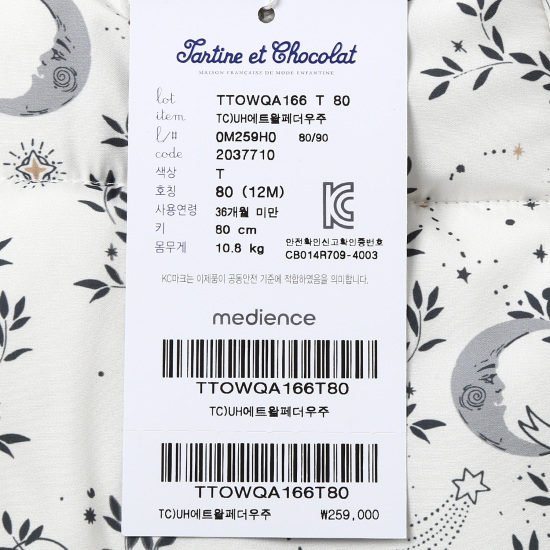 Tartine et Chocolat
MAISON FRANÇAISE DE MODE ENFANTINE
lot TTOWQA166 T 80
item TC)UH에트왈페더우주
l/# 0M259H0 80/90
code 2037710
색상 T
호칭 80 (12M)
사용연령 36개월 미만
키 80 cm
몸무게 10.8 kg
안전확인신고확인증번호
CB014R709-4003
KC마크는 이제품이 공통안전 기준에 적합하였음을 의미합니다.
medience
TTOWQA166T80
TC)UH에트왈페더우주
TTOWQA166T80
TC)UH에트왈페더우주 ₩259,000